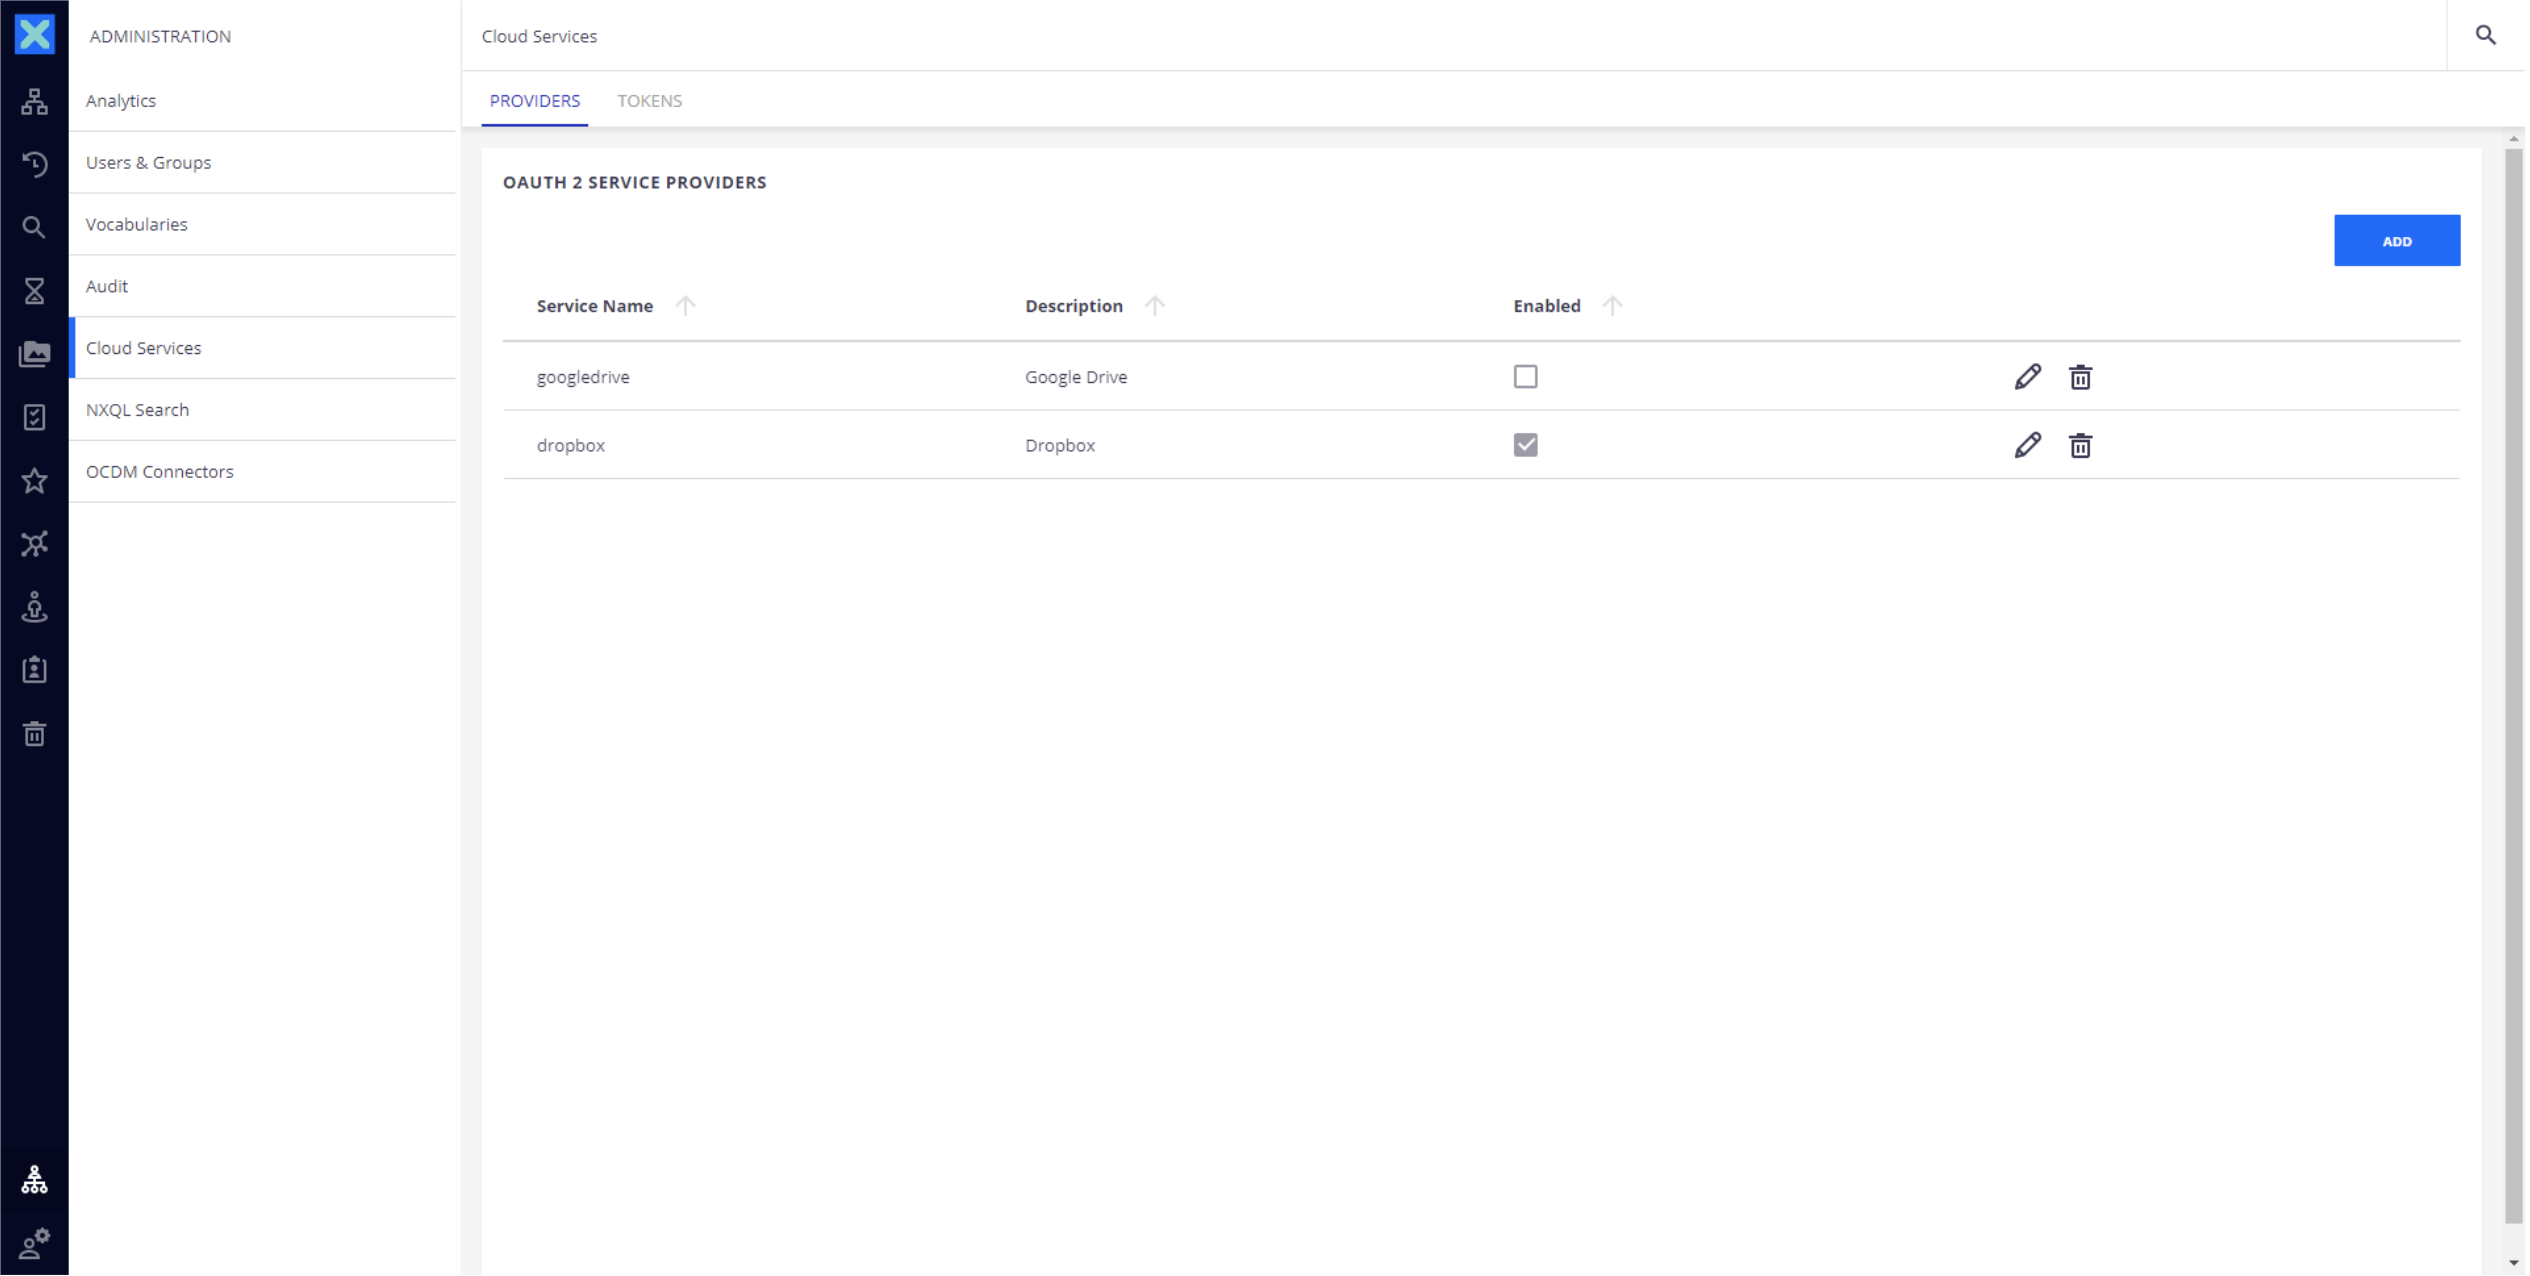 ADMINISTRATION
Analytics
Users & Groups
Vocabularies
Audit
Cloud Services
NXQL Search
OCDM Connectors
Cloud Services
PROVIDERS TOKENS
OAUTH 2 SERVICE PROVIDERS
ADD
Service Name Description Enabled
googledrive Google Drive
dropbox Dropbox